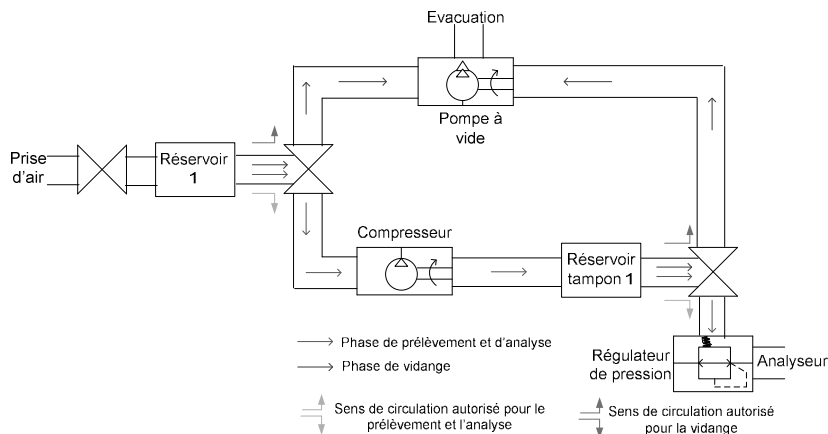 Evacuation
Pompe à
vide
Prise
d'air
Réservoir
1
Compresseur
Réservoir
tampon 1
Phase de prélèvement et d'analyse
Phase de vidange
Régulateur
de pression
Analyseur
Sens de circulation autorisé pour le
prélèvement et l'analyse
Sens de circulation autorisé
pour la vidange